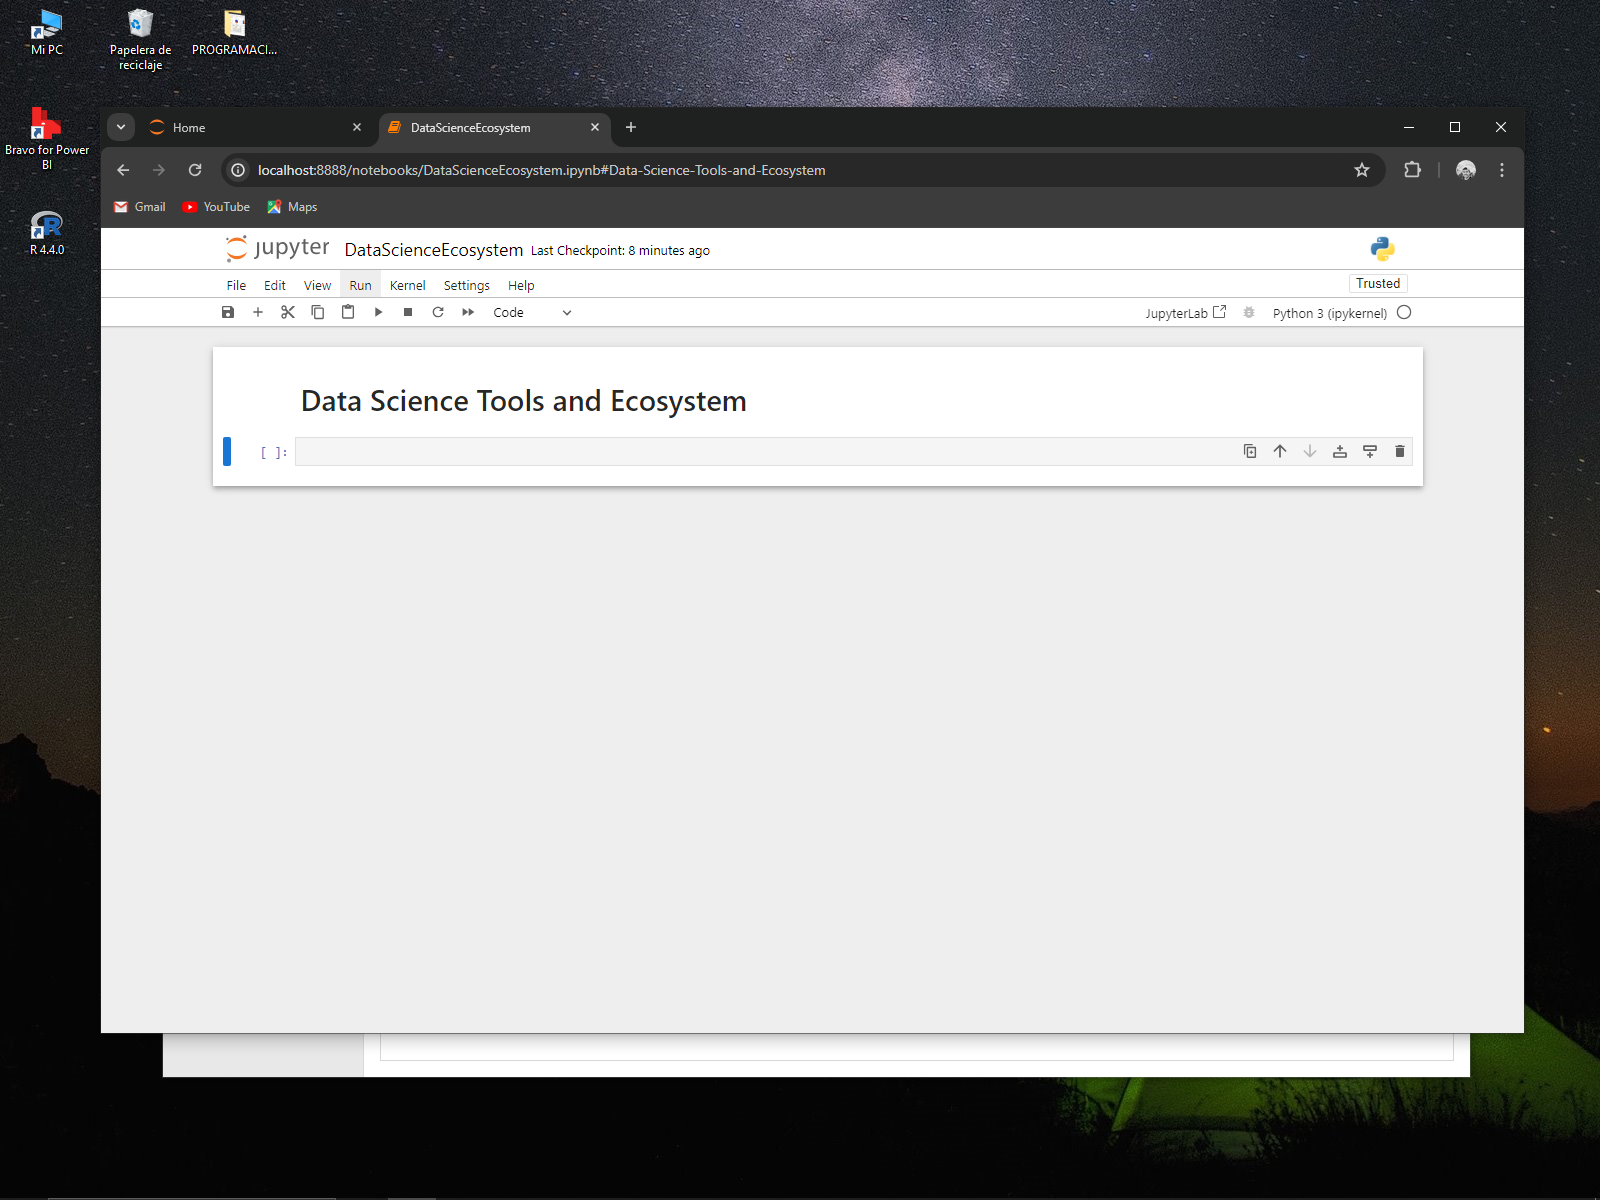 Mi PC
Papelera de
reciclaje
PROGRAMACI...
Bravo for Power
BI
R 4.4.0
Home
DataScienceEcosystem
localhost:8888/notebooks/DataScienceEcosystem.ipynb#Data-Science-Tools-and-Ecosystem
Gmail
YouTube
Maps
jupyter DataScienceEcosystem Last Checkpoint: 8 minutes ago
File Edit View Run Kernel Settings Help
Trusted
Code
JupyterLab
Python 3 (ipykernel)
Data Science Tools and Ecosystem
[ ]: